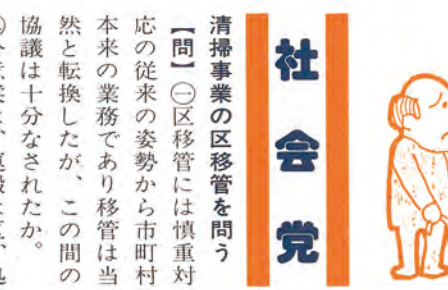 社会党
清掃事業の区移管を問う
【問】㊀区移管には慎重対
応の従来の姿勢から市町村
本来の業務であり移管は当
然と転換したが、この間の
協議は十分なされたか。